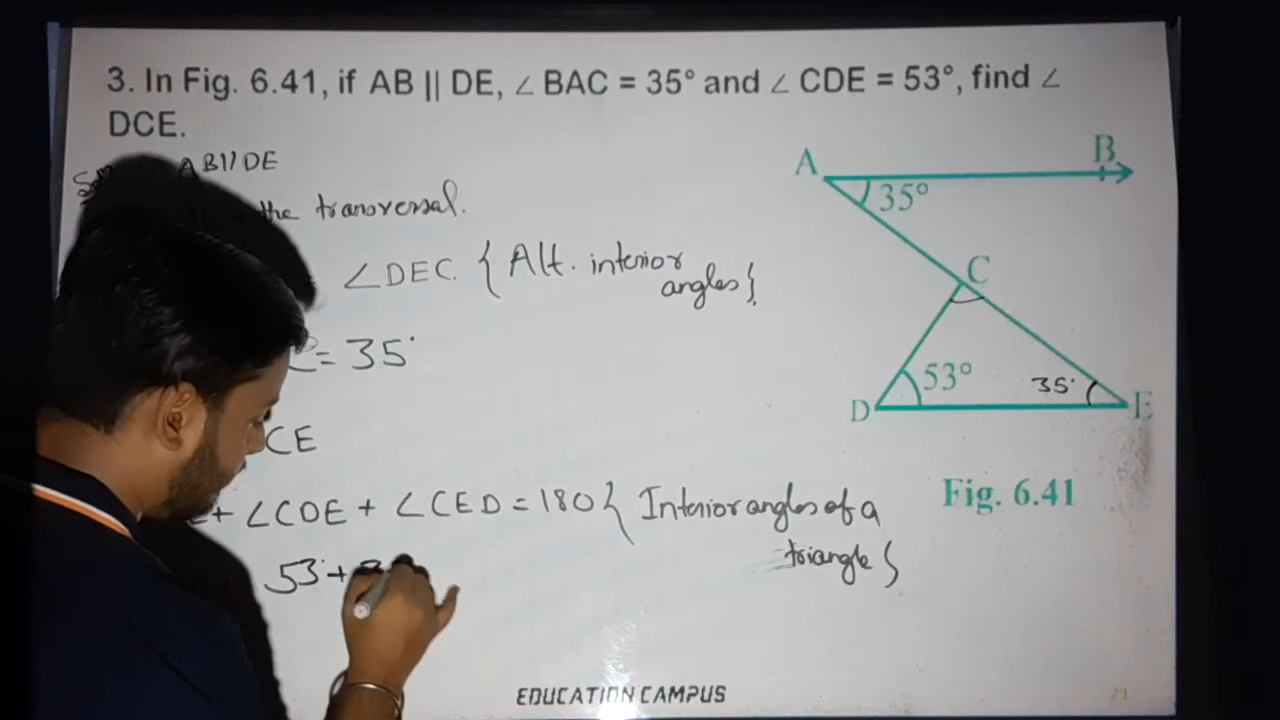 3. In Fig. 6.41, if AB || DE, ∠ BAC = 35° and ∠ CDE = 53°, find ∠
DCE.
AB//DE
the transversal.
∠DEC. { Alt. interior
angles }
= 35°
CE
+ ∠CDE + ∠CED = 180 { Interior angles of a
triangle }
53° +
A
B
35°
C
53°
35°
D
E
Fig. 6.41
EDUCATION CAMPUS